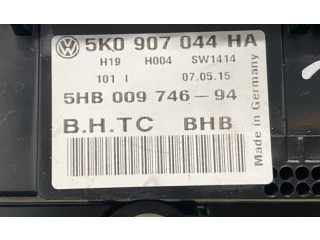 5K0 907 044 HA
H19 H004 SW1414
101 I 07.05.15
5HB 009 746-94
B.H.TC BHB
Made in Germany